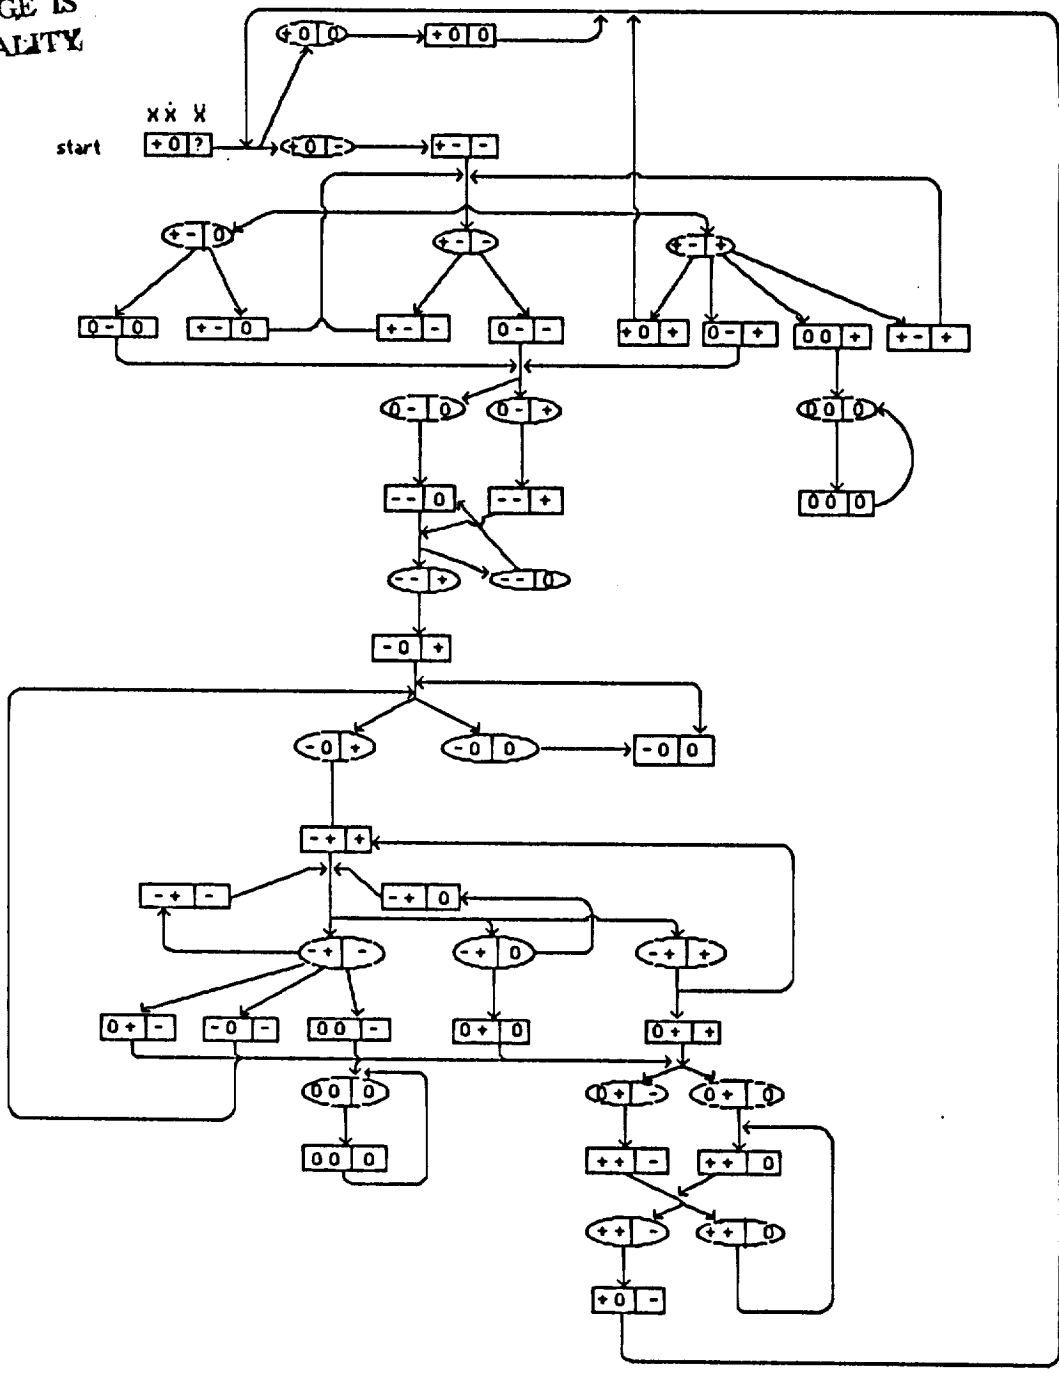 GE IS
ALITY
+ 0 0 + 0 0
x ẋ ẍ
start + 0 ? + 0 - + - -
+ - 0 + - - + - +
0 - 0 + - 0 + - - 0 - - + 0 + 0 - + 0 0 + + - +
0 - 0 0 - + 0 0 0
- - 0 - - + 0 0 0
- - + - - 0
- 0 +
- 0 + - 0 0 - 0 0
- + +
- + - - + 0
- + - - + 0 - + +
0 + - - 0 - 0 0 - 0 + 0 0 + +
0 0 0 0 + - 0 + 0
0 0 0 + + - + + 0
+ + - + + 0
+ 0 -